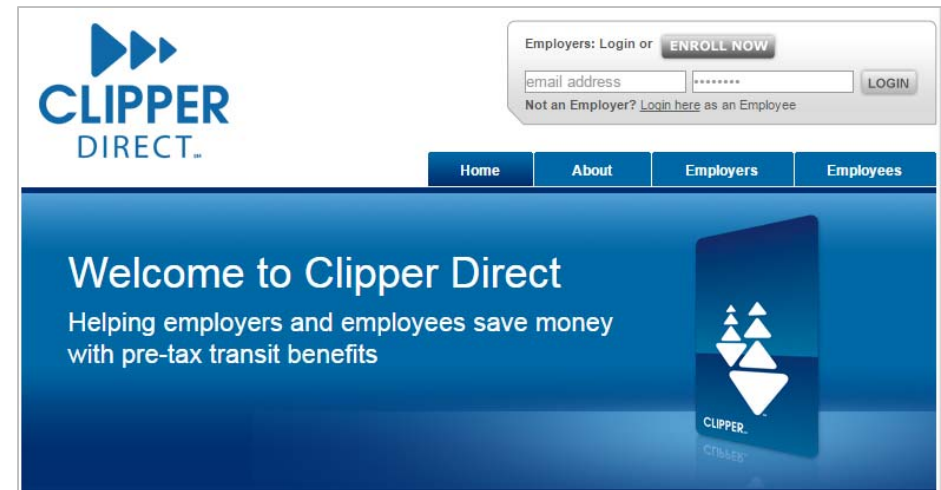 CLIPPER
DIRECT℠
Employers: Login or ENROLL NOW
email address •••••••• LOGIN
Not an Employer? Login here as an Employee
Home About Employers Employees
Welcome to Clipper Direct
Helping employers and employees save money
with pre-tax transit benefits
CLIPPER